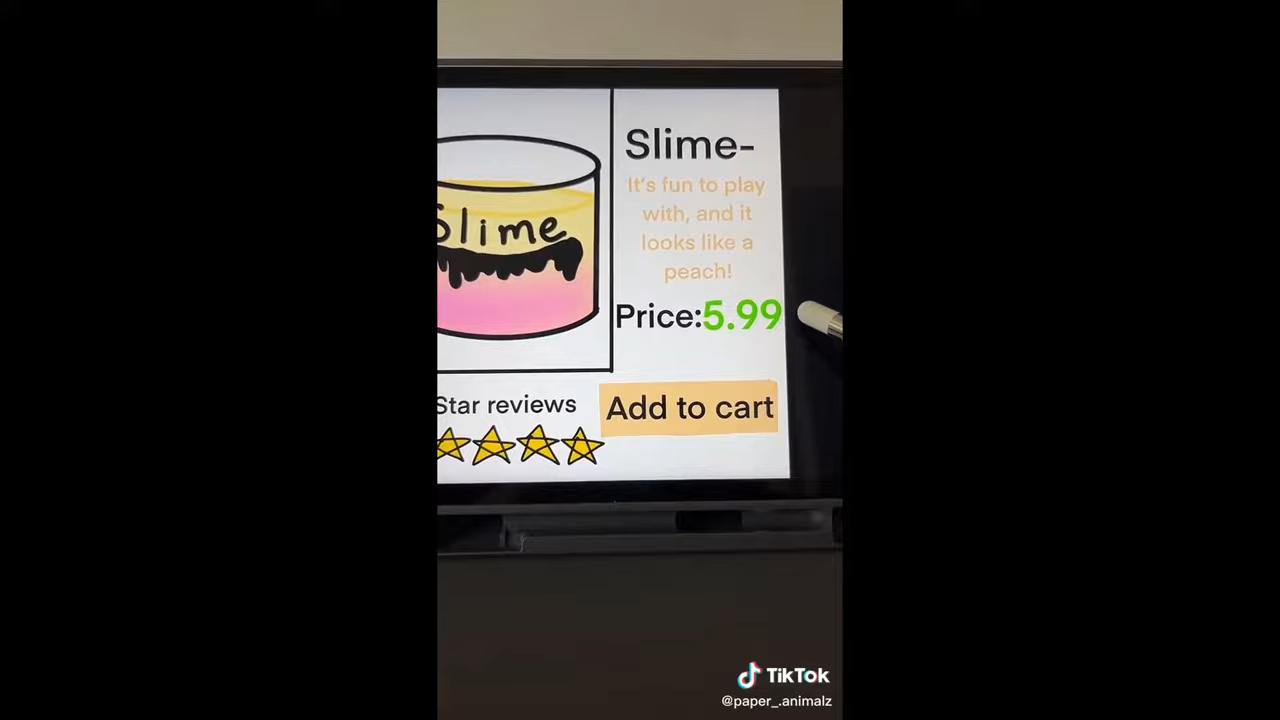 Slime-
It's fun to play
with, and it
looks like a
peach!
Price:5.99
Slime
Star reviews
Add to cart
TikTok
@paper_.animalz